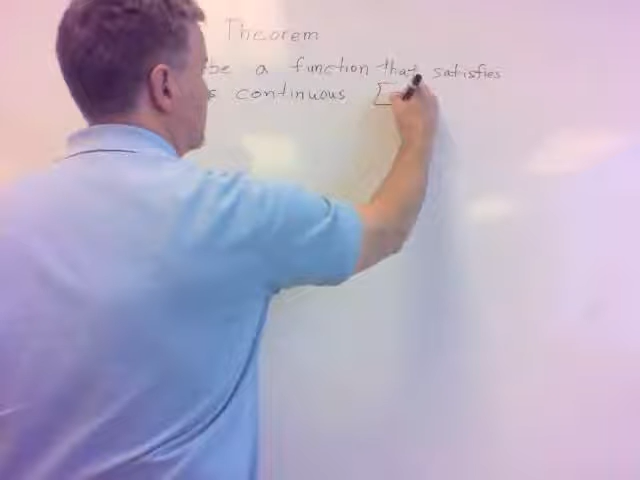 Theorem
be a function that satisfies
s continuous [